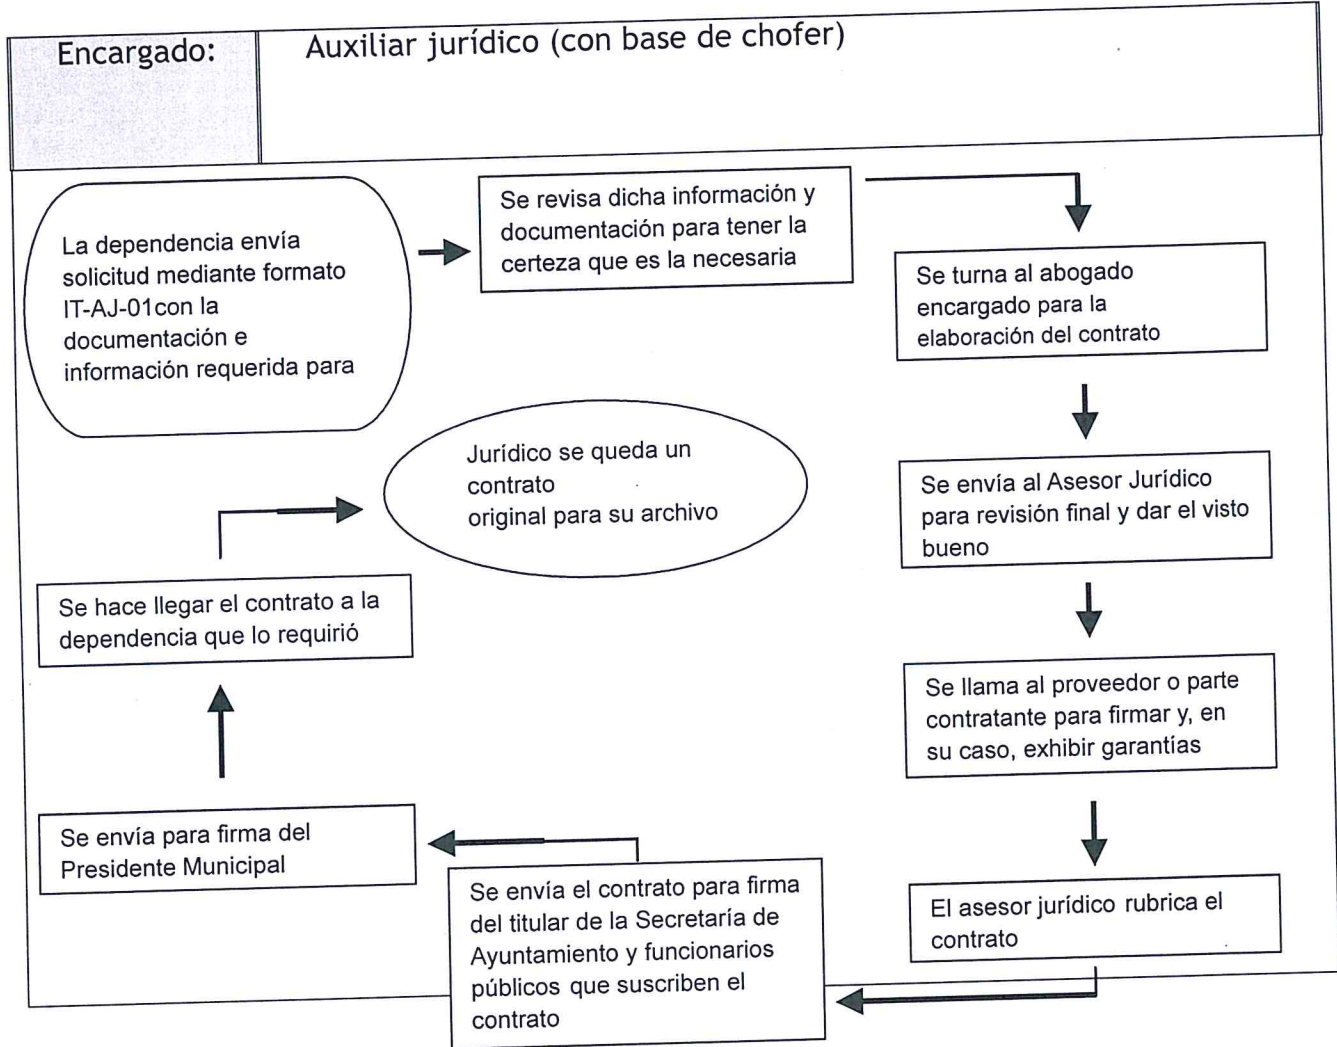 Encargado:
Auxiliar jurídico (con base de chofer)
La dependencia envía
solicitud mediante formato
IT-AJ-01con la
documentación e
información requerida para
Se revisa dicha información y
documentación para tener la
certeza que es la necesaria
Se turna al abogado
encargado para la
elaboración del contrato
Se envía al Asesor Jurídico
para revisión final y dar el visto
bueno
Se llama al proveedor o parte
contratante para firmar y, en
su caso, exhibir garantías
El asesor jurídico rubrica el
contrato
Se envía el contrato para firma
del titular de la Secretaría de
Ayuntamiento y funcionarios
públicos que suscriben el
contrato
Se envía para firma del
Presidente Municipal
Se hace llegar el contrato a la
dependencia que lo requirió
Jurídico se queda un
contrato
original para su archivo